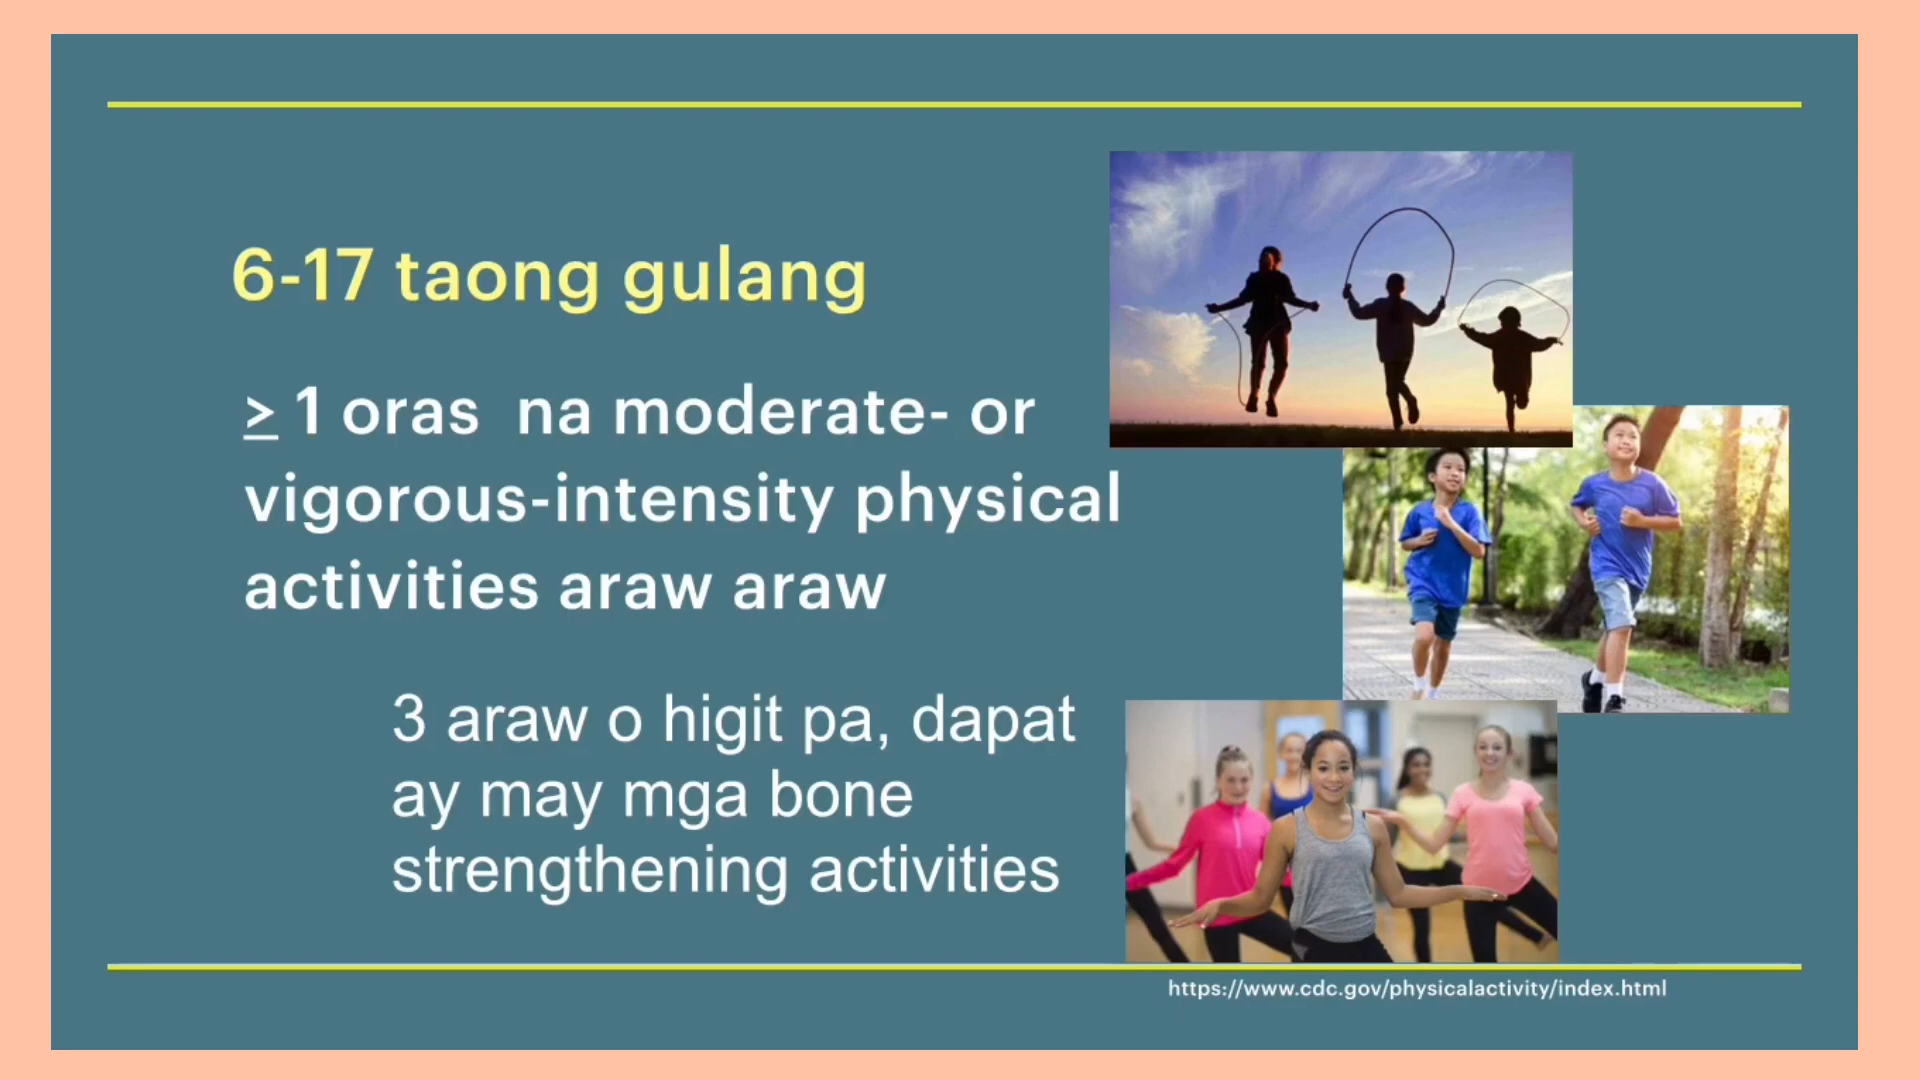 6-17 taong gulang
≥ 1 oras na moderate- or
vigorous-intensity physical
activities araw araw
3 araw o higit pa, dapat
ay may mga bone
strengthening activities
https://www.cdc.gov/physicalactivity/index.html